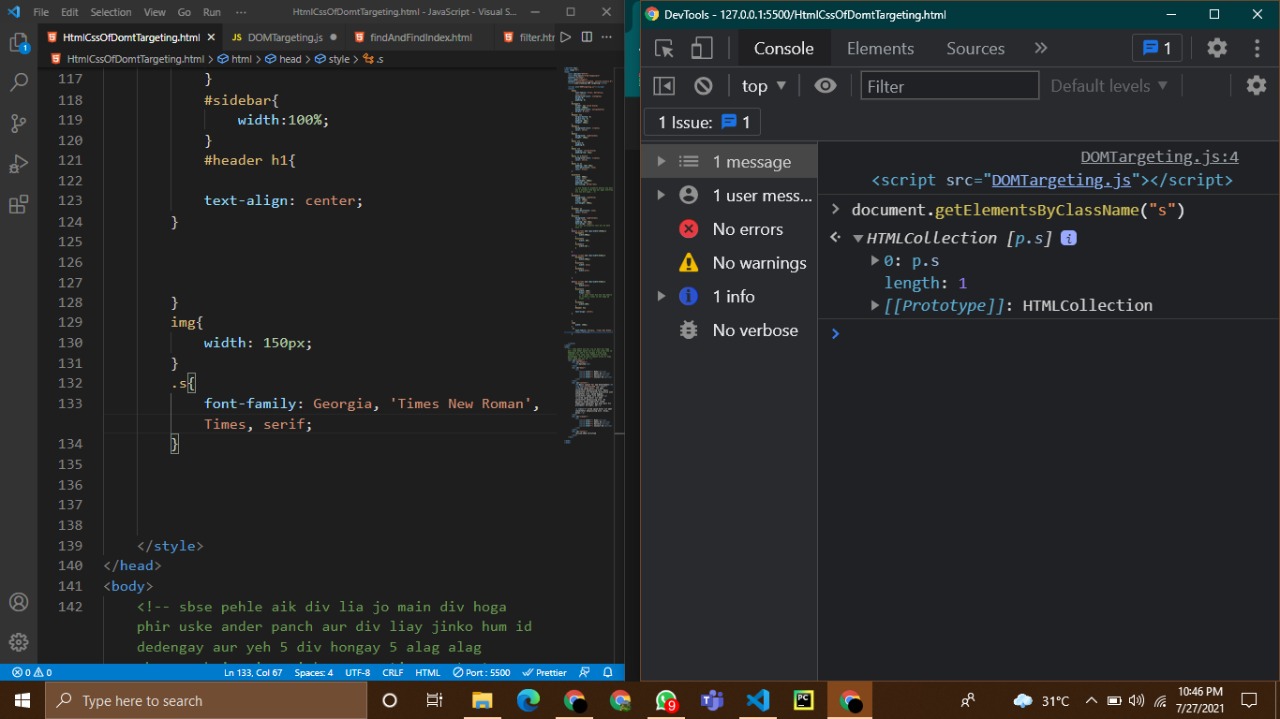 File Edit Selection View Go Run ··· HtmlCssOfDomtTargeting.html - JavaScript - Visual S...
HtmlCssOfDomtTargeting.html JS DOMTargeting.js findAndFindIndex.html filter.htm
HtmlCssOfDomtTargeting.html > html > head > style > .s
117 }
118 #sidebar{
119 width:100%;
120 }
121 #header h1{
122
123 text-align: center;
124 }
125
126
127
128 }
129 img{
130 width: 150px;
131 }
132 .s{
133 font-family: Georgia, 'Times New Roman',
Times, serif;
134 }
135
136
137
138
139 </style>
140 </head>
141 <body>
142 <!-- sbse pehle aik div lia jo main div hoga
phir uske ander panch aur div liay jinko hum id
dedengay aur yeh 5 div hongay 5 alag alag
0 0 Ln 133, Col 67 Spaces: 4 UTF-8 CRLF HTML Port : 5500 Prettier
DevTools - 127.0.0.1:5500/HtmlCssOfDomtTargeting.html
Console Elements Sources » 1
top Filter Default levels
1 Issue: 1
1 message
1 user mess...
No errors
No warnings
1 info
No verbose
DOMTargeting.js:4
<script src="DOMTargeting.js"></script>
> document.getElementsByClassName("s")
HTMLCollection [p.s] i
0: p.s
length: 1
[[Prototype]]: HTMLCollection
>
Type here to search
9
PC
31°C
10:46 PM
7/27/2021